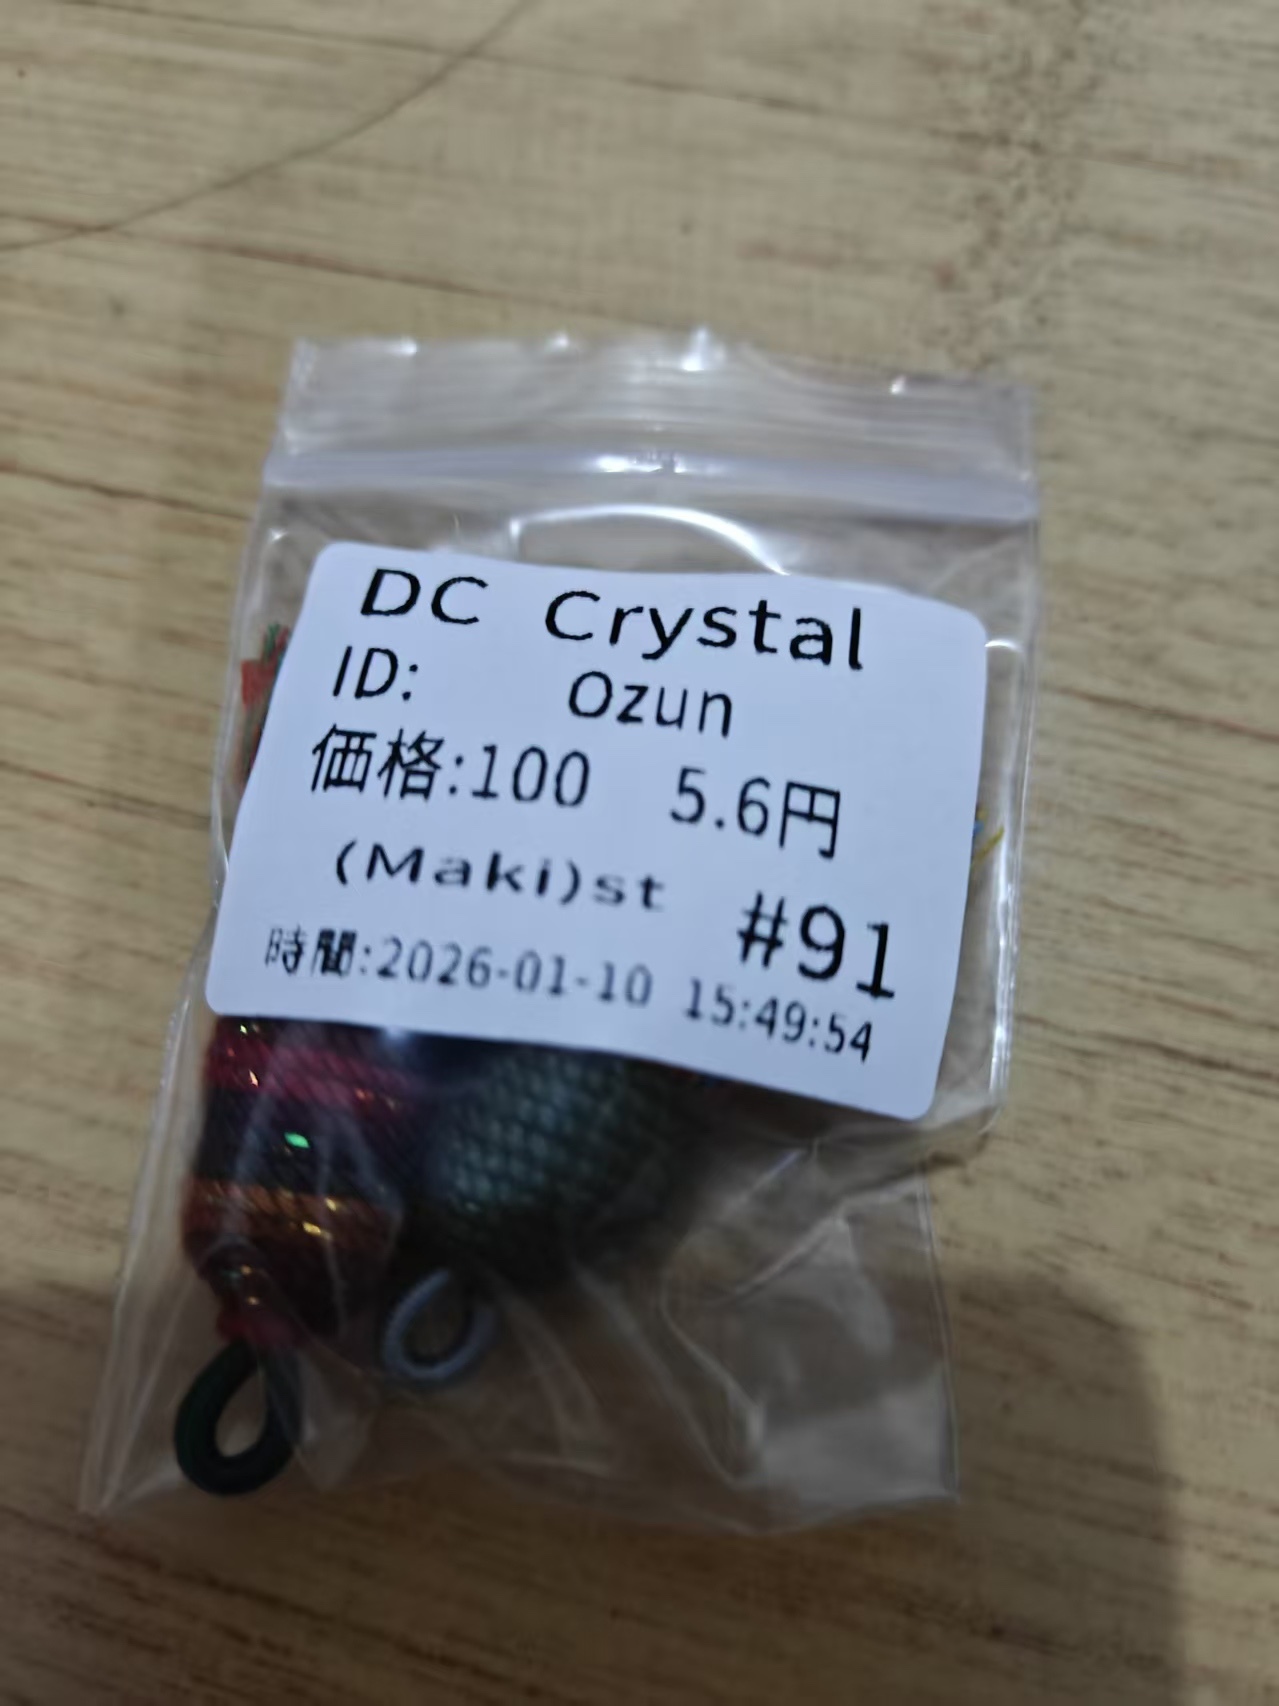 DC Crystal
ID: Ozun
価格:100 5.6円
(Maki)st #91
時間:2026-01-10 15:49:54